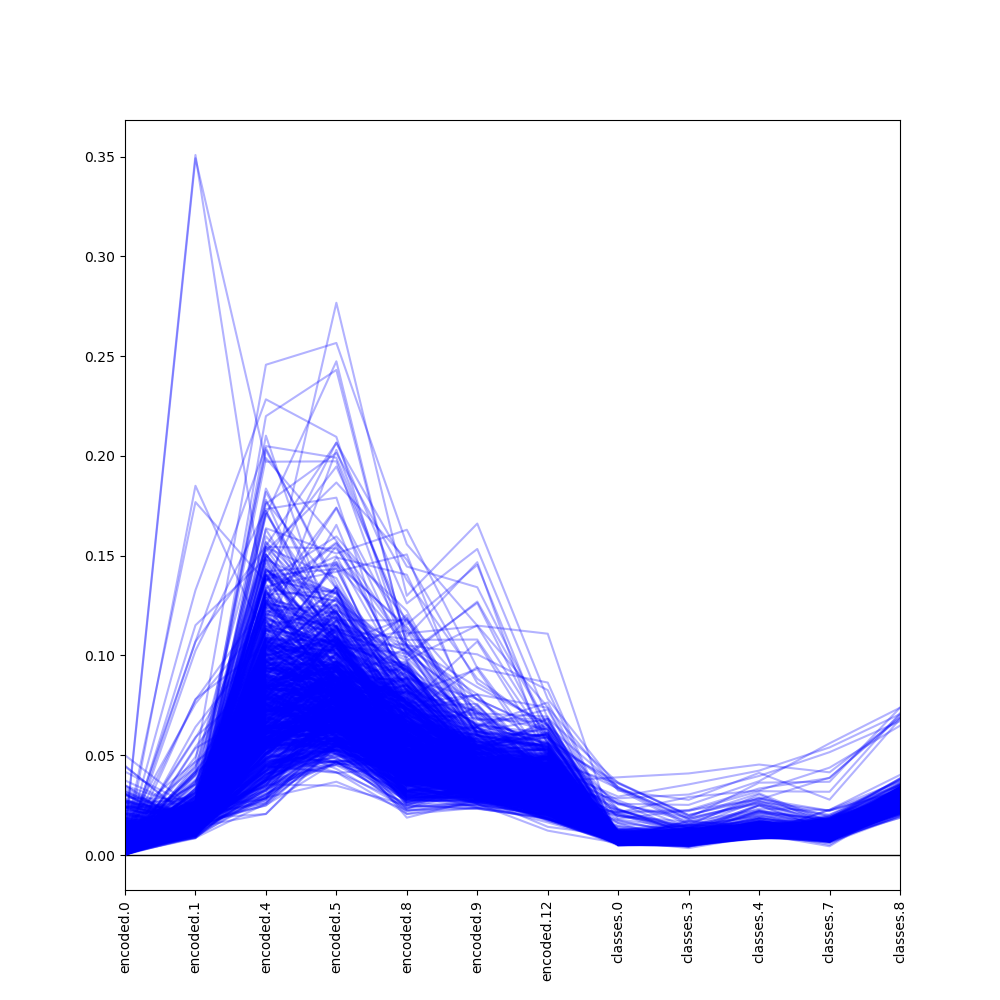 0.35
0.30
0.25
0.20
0.15
0.10
0.05
0.00
encoded.0
encoded.1
encoded.4
encoded.5
encoded.8
encoded.9
encoded.12
classes.0
classes.3
classes.4
classes.7
classes.8